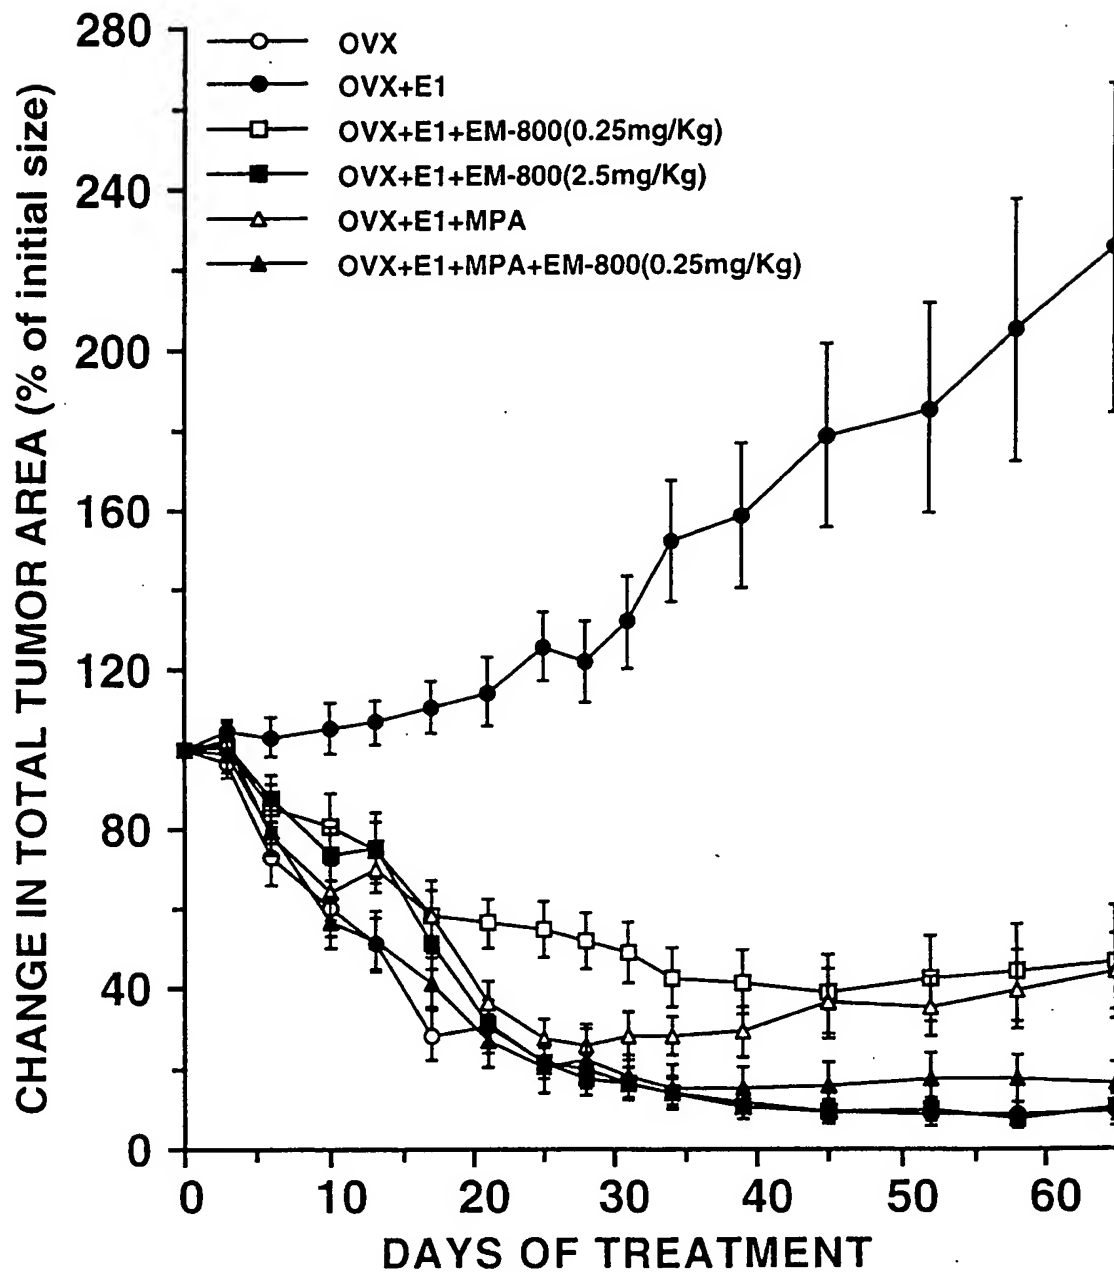 CHANGE IN TOTAL TUMOR AREA (% of initial size)
280
240
200
160
120
80
40
0
OVX
OVX+E1
OVX+E1+EM-800(0.25mg/Kg)
OVX+E1+EM-800(2.5mg/Kg)
OVX+E1+MPA
OVX+E1+MPA+EM-800(0.25mg/Kg)
0 10 20 30 40 50 60
DAYS OF TREATMENT